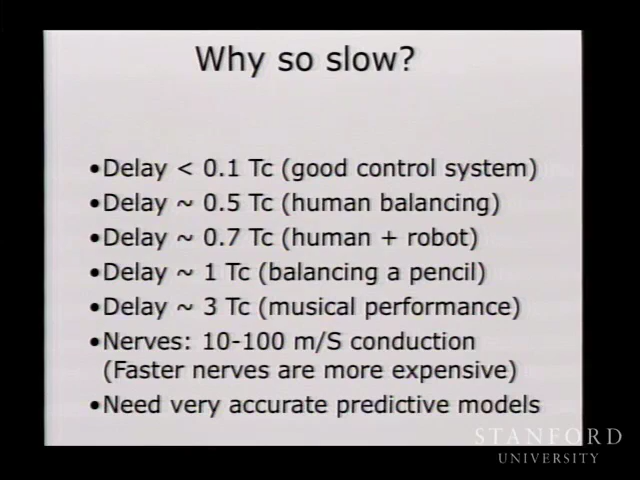 Why so slow?
•Delay < 0.1 Tc (good control system)
•Delay ~ 0.5 Tc (human balancing)
•Delay ~ 0.7 Tc (human + robot)
•Delay ~ 1 Tc (balancing a pencil)
•Delay ~ 3 Tc (musical performance)
•Nerves: 10-100 m/S conduction
(Faster nerves are more expensive)
•Need very accurate predictive models
STANFORD
UNIVERSITY